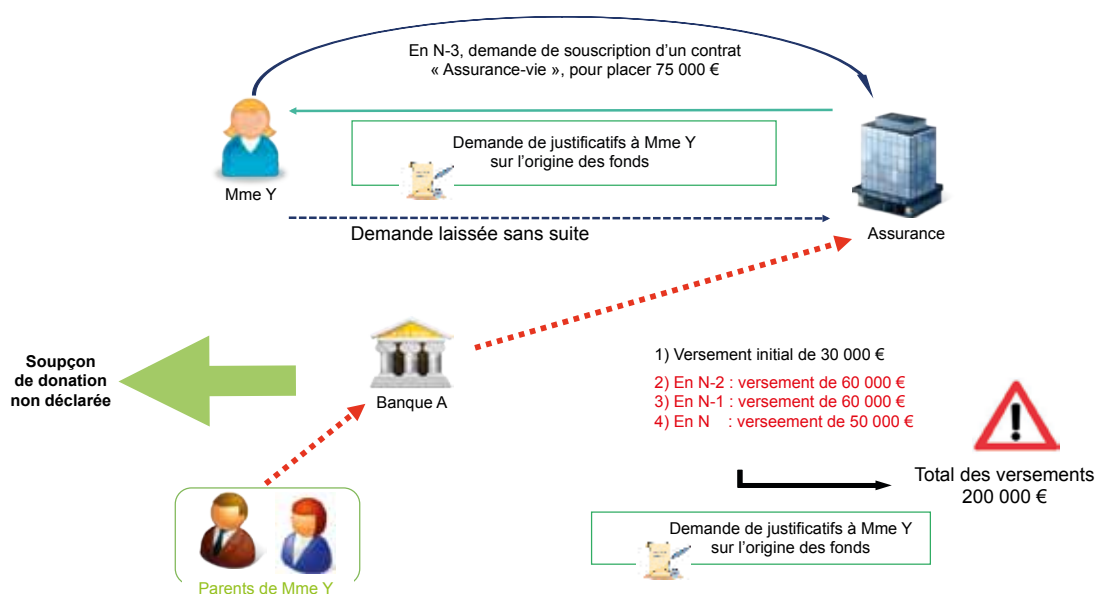 En N-3, demande de souscription d'un contrat
« Assurance-vie », pour placer 75 000 €
Demande de justificatifs à Mme Y
sur l'origine des fonds
Mme Y
Assurance
Demande laissée sans suite
Soupçon
de donation
non déclarée
Banque A
1) Versement initial de 30 000 €
2) En N-2 : versement de 60 000 €
3) En N-1 : versement de 60 000 €
4) En N : verseement de 50 000 €
Total des versements
200 000 €
Demande de justificatifs à Mme Y
sur l'origine des fonds
Parents de Mme Y